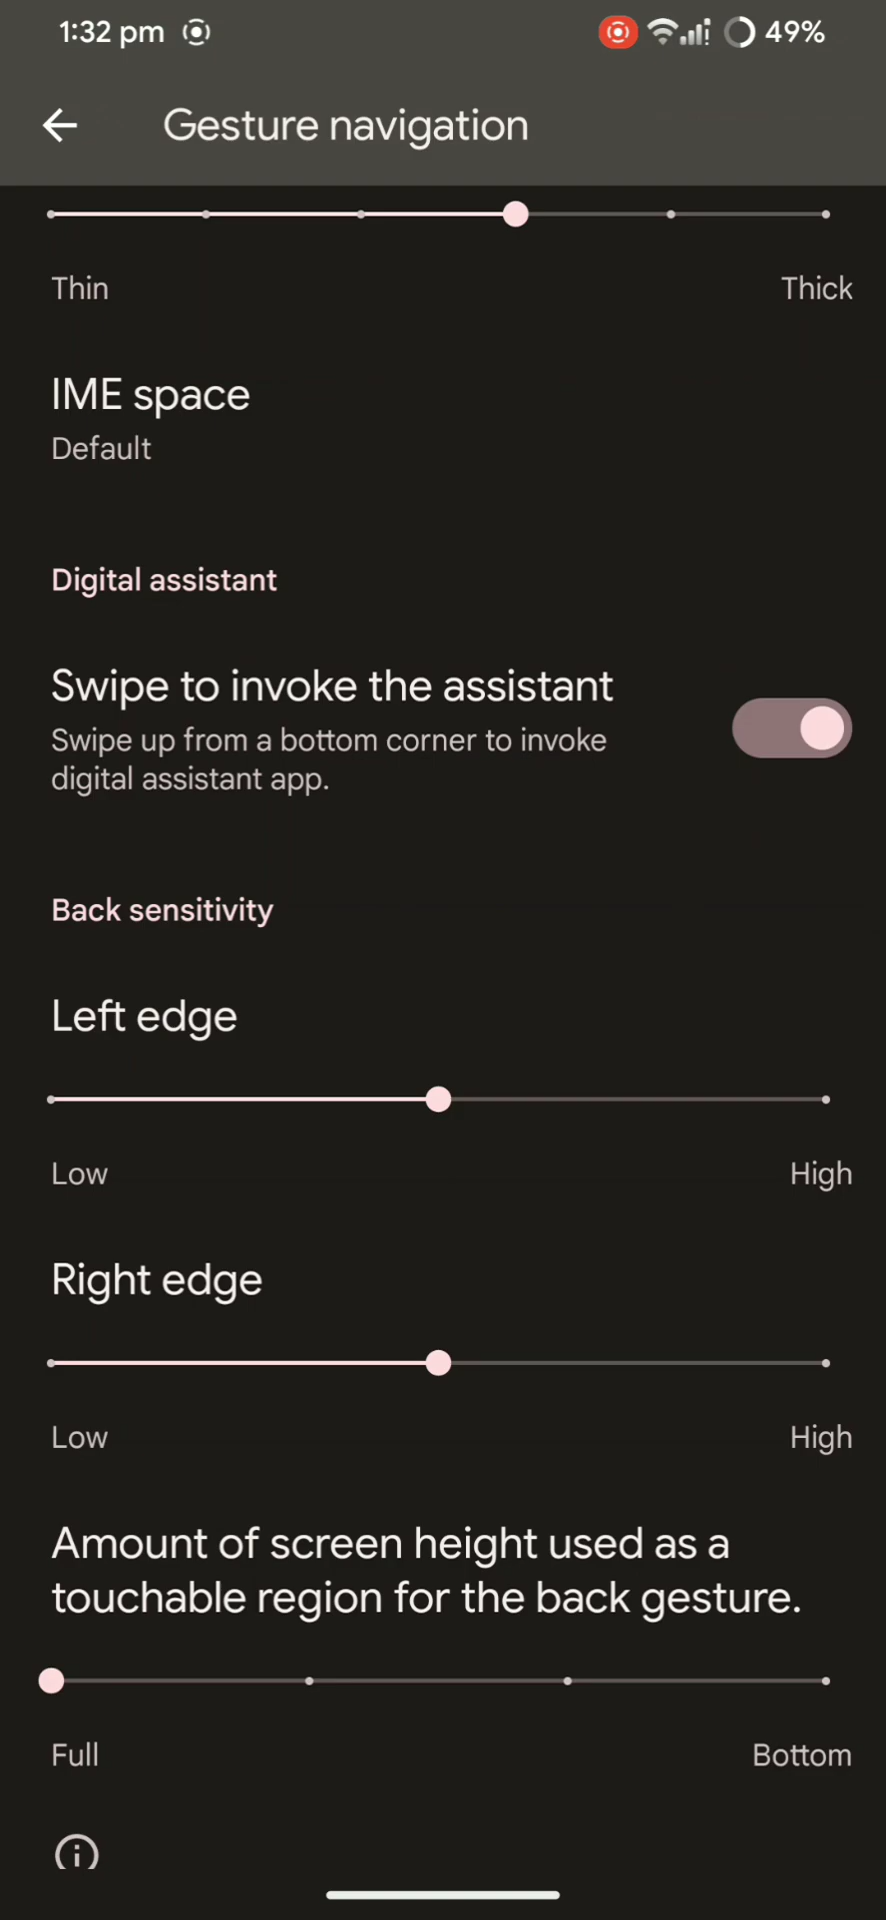 1:32 pm 49%
Gesture navigation
Thin Thick
IME space
Default
Digital assistant
Swipe to invoke the assistant
Swipe up from a bottom corner to invoke
digital assistant app.
Back sensitivity
Left edge
Low High
Right edge
Low High
Amount of screen height used as a
touchable region for the back gesture.
Full Bottom